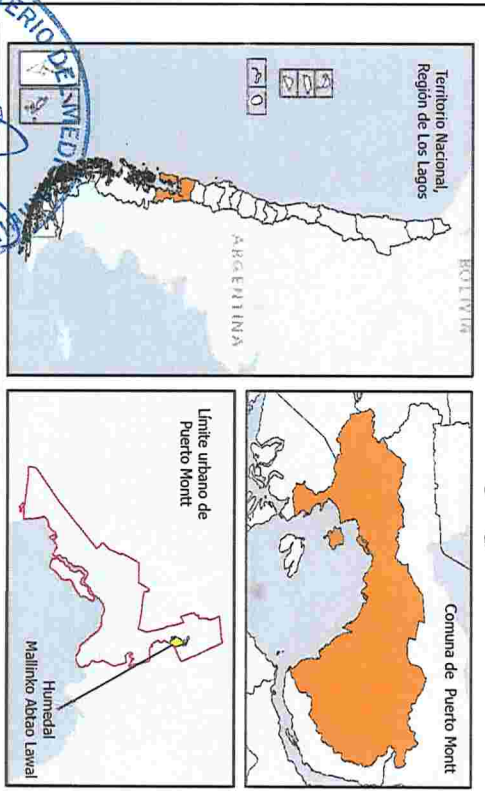 Territorio Nacional,
Región de Los Lagos
BOLIVIA
ARGENTINA
Comuna de Puerto Montt
Límite urbano de
Puerto Montt
Humedal
Mallinko Abtao Lawal